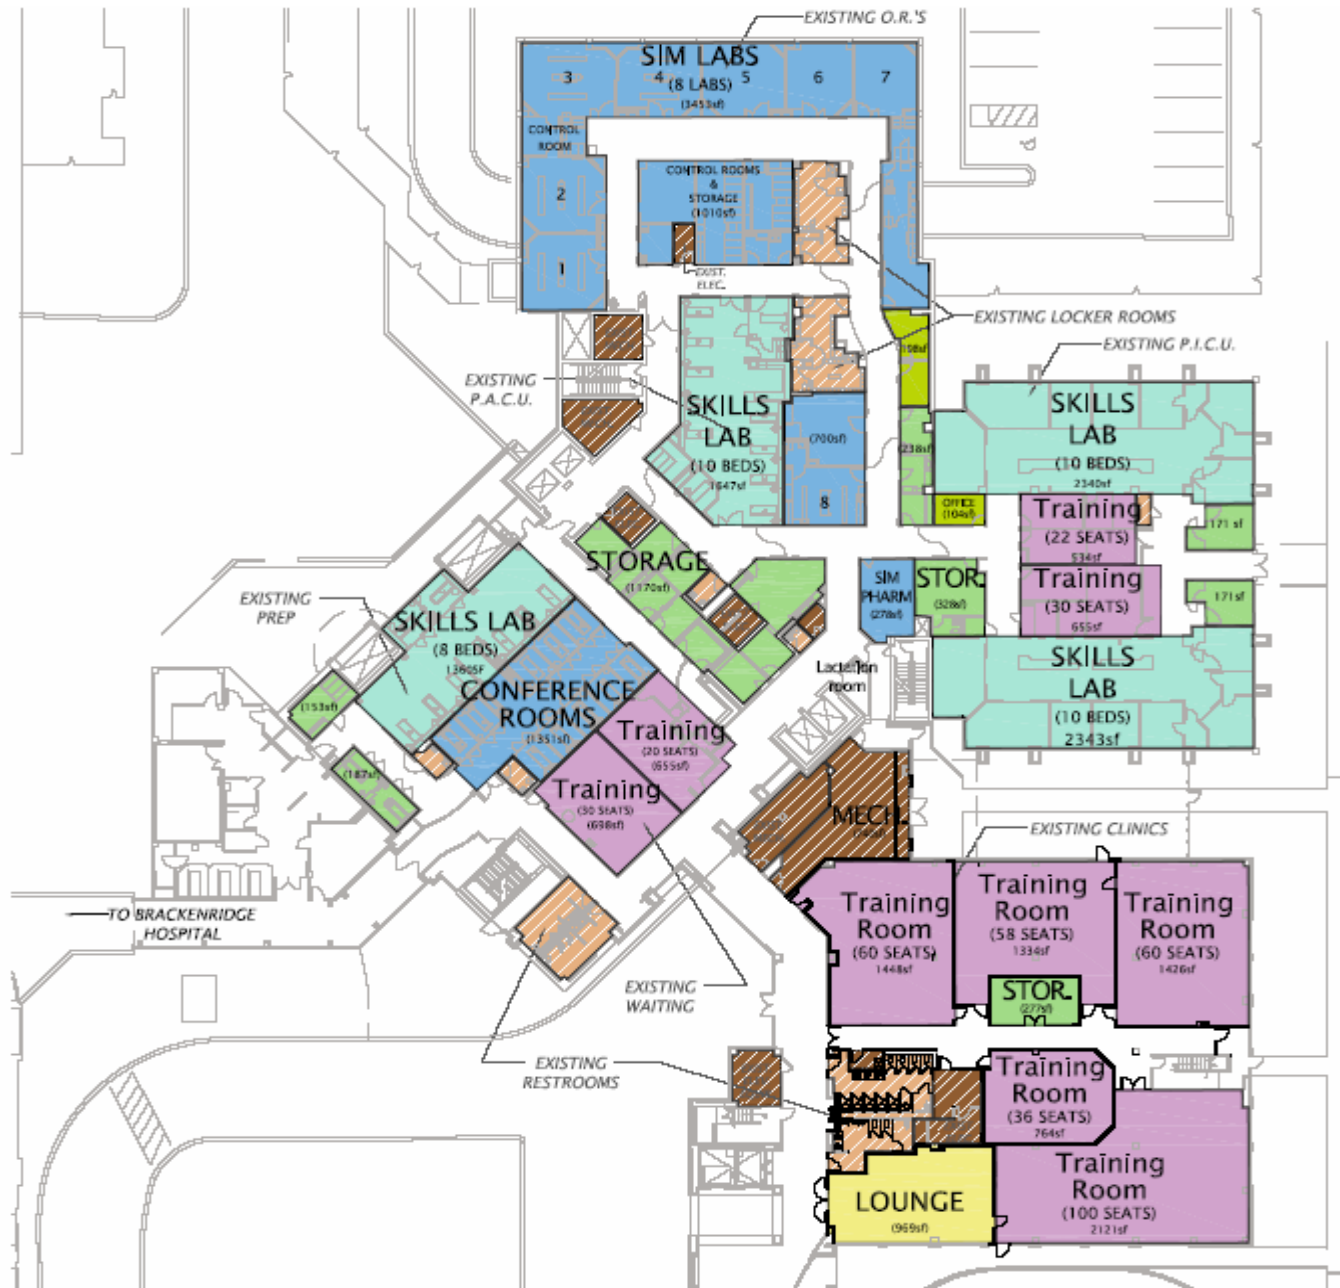 EXISTING O.R.'S
SIM LABS
(8 LABS)
(3453sf)
3
4
5
6
7
CONTROL
ROOM
2
1
CONTROL ROOMS
&
STORAGE
(1010sf)
EXIST.
ELEC.
EXISTING LOCKER ROOMS
EXISTING P.I.C.U.
198sf
EXISTING
P.A.C.U.
SKILLS
LAB
(10 BEDS)
1647sf
(700sf)
8
(238sf)
OFFICE
(104sf)
SKILLS
LAB
(10 BEDS)
2340sf
Training
(22 SEATS)
534sf
171 sf
Training
(30 SEATS)
655sf
171sf
STORAGE
(1170sf)
SIM
PHARM
(278sf)
STOR.
(328sf)
EXISTING
PREP
SKILLS LAB
(8 BEDS)
1360SF
SKILLS
LAB
(10 BEDS)
2343sf
Lactation
room
(153sf)
CONFERENCE
ROOMS
(1351sf)
Training
(20 SEATS)
(655sf)
(187sf)
Training
(30 SEATS)
(698sf)
MECH.
EXISTING CLINICS
TO BRACKENRIDGE
HOSPITAL
Training
Room
(60 SEATS)
1448sf
Training
Room
(58 SEATS)
1334sf
Training
Room
(60 SEATS)
1426sf
STOR.
(277sf)
EXISTING
WAITING
EXISTING
RESTROOMS
Training
Room
(36 SEATS)
764sf
Training
Room
(100 SEATS)
2121sf
LOUNGE
(969sf)